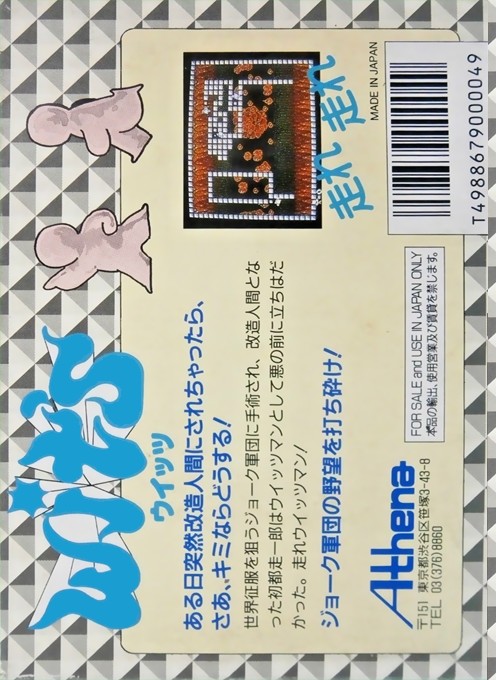 Wit's
ウィッツ
ある日突然改造人間にされちゃったら、
さあ、キミならどうする!
世界征服を狙うジョーク軍団に手術され、改造人間とな
った初都走一郎はウイッツマンとして悪の前に立ちはだ
かった。走れウイッツマン!
ジョーク軍団の野望を打ち砕け!
走れ 走れ
MADE IN JAPAN
T4988679000049
FOR SALE and USE IN JAPAN ONLY
本品の輸出、使用営業及び賃貸を禁じます。
Athena
〒151 東京都渋谷区笹塚3-43-8
TEL 03(376)8860